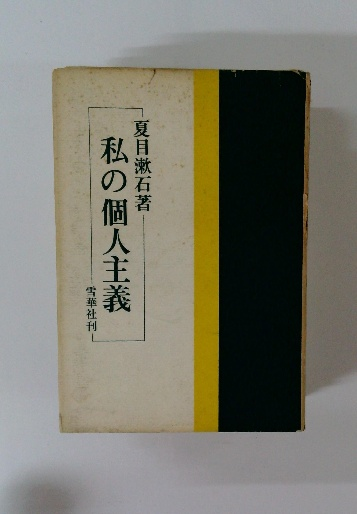 夏目漱石著
私の個人主義
雪華社刊